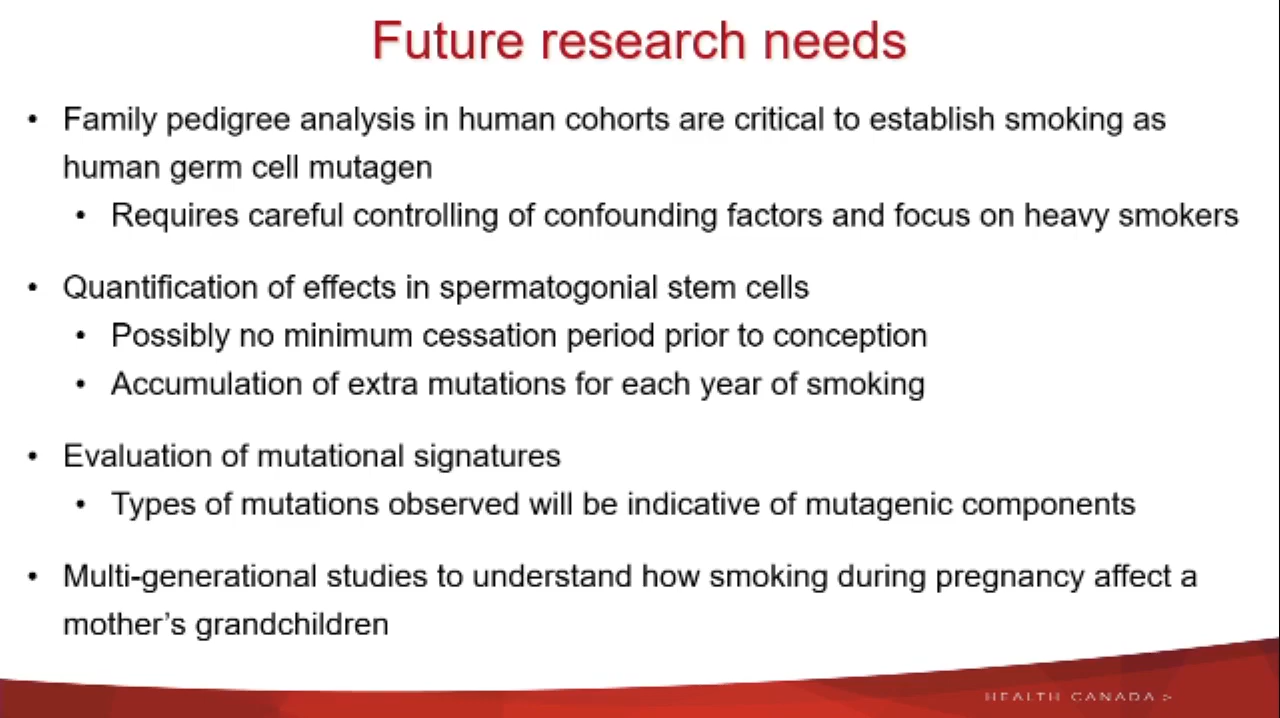 Future research needs
• Family pedigree analysis in human cohorts are critical to establish smoking as
human germ cell mutagen
• Requires careful controlling of confounding factors and focus on heavy smokers
• Quantification of effects in spermatogonial stem cells
• Possibly no minimum cessation period prior to conception
• Accumulation of extra mutations for each year of smoking
• Evaluation of mutational signatures
• Types of mutations observed will be indicative of mutagenic components
• Multi-generational studies to understand how smoking during pregnancy affect a
mother’s grandchildren
HEALTH CANADA >